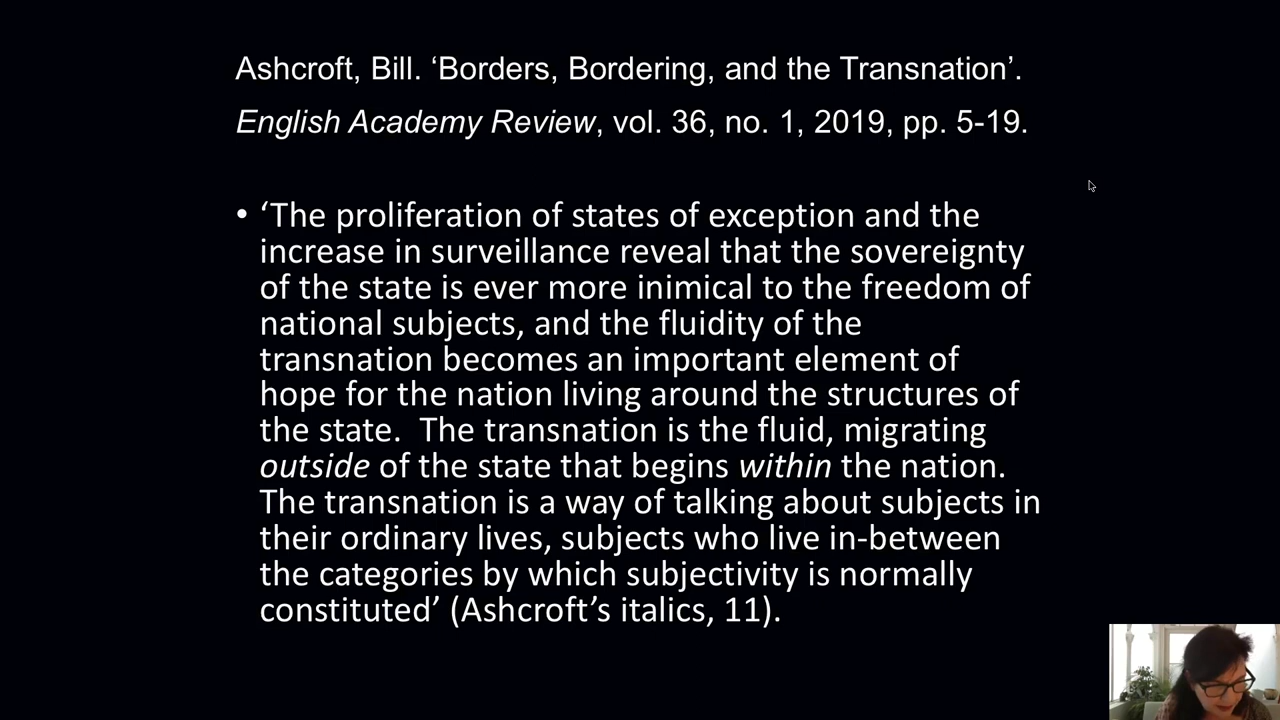 Ashcroft, Bill. ‘Borders, Bordering, and the Transnation’.
English Academy Review, vol. 36, no. 1, 2019, pp. 5-19.
• ‘The proliferation of states of exception and the
increase in surveillance reveal that the sovereignty
of the state is ever more inimical to the freedom of
national subjects, and the fluidity of the
transnation becomes an important element of
hope for the nation living around the structures of
the state.  The transnation is the fluid, migrating
outside of the state that begins within the nation.
The transnation is a way of talking about subjects in
their ordinary lives, subjects who live in-between
the categories by which subjectivity is normally
constituted’ (Ashcroft’s italics, 11).